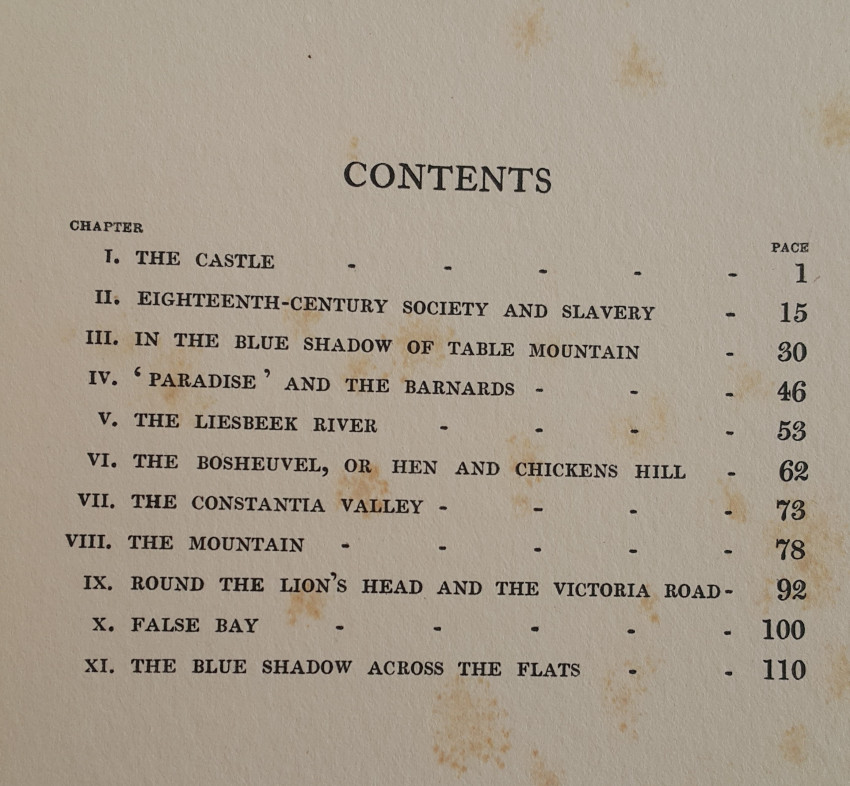 CONTENTS
CHAPTER
PAGE
I. THE CASTLE - - - - - 1
II. EIGHTEENTH-CENTURY SOCIETY AND SLAVERY - 15
III. IN THE BLUE SHADOW OF TABLE MOUNTAIN - 30
IV. ‘PARADISE’ AND THE BARNARDS - - - 46
V. THE LIESBEEK RIVER - - - - 53
VI. THE BOSHEUVEL, OR HEN AND CHICKENS HILL - 62
VII. THE CONSTANTIA VALLEY - - - - 73
VIII. THE MOUNTAIN - - - - - 78
IX. ROUND THE LION’S HEAD AND THE VICTORIA ROAD - 92
X. FALSE BAY - - - - - 100
XI. THE BLUE SHADOW ACROSS THE FLATS - - 110